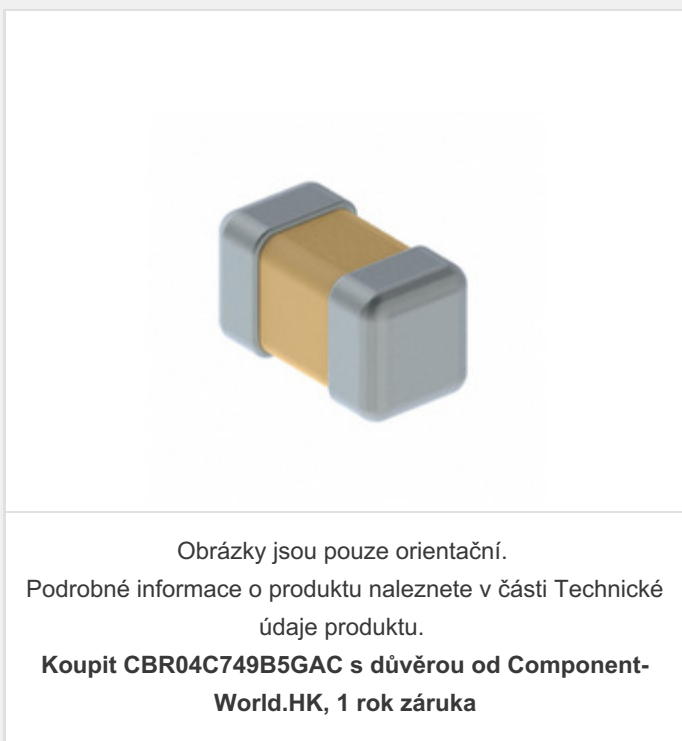 Obrázky jsou pouze orientační.
Podrobné informace o produktu naleznete v části Technické
údaje produktu.
Koupit CBR04C749B5GAC s důvěrou od Component-
World.HK, 1 rok záruka